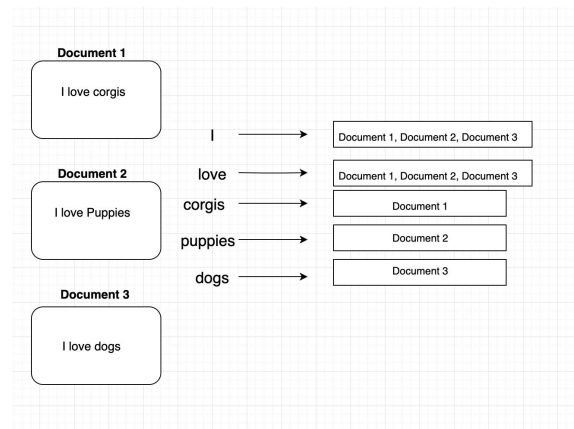 Document 1
I love corgis
Document 2
I love Puppies
Document 3
I love dogs
I
Document 1, Document 2, Document 3
love
Document 1, Document 2, Document 3
corgis
Document 1
puppies
Document 2
dogs
Document 3